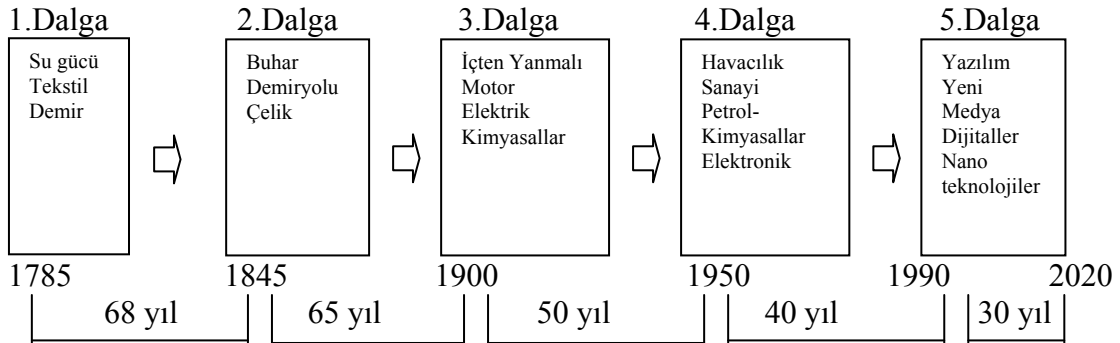 1.Dalga
2.Dalga
3.Dalga
4.Dalga
5.Dalga
Su gücü
Tekstil
Demir
Buhar
Demiryolu
Çelik
İçten Yanmalı
Motor
Elektrik
Kimyasallar
Havacılık
Sanayi
Petrol-
Kimyasallar
Elektronik
Yazılım
Yeni
Medya
Dijitaller
Nano
teknolojiler
1785
1845
1900
1950
1990
2020
68 yıl
65 yıl
50 yıl
40 yıl
30 yıl